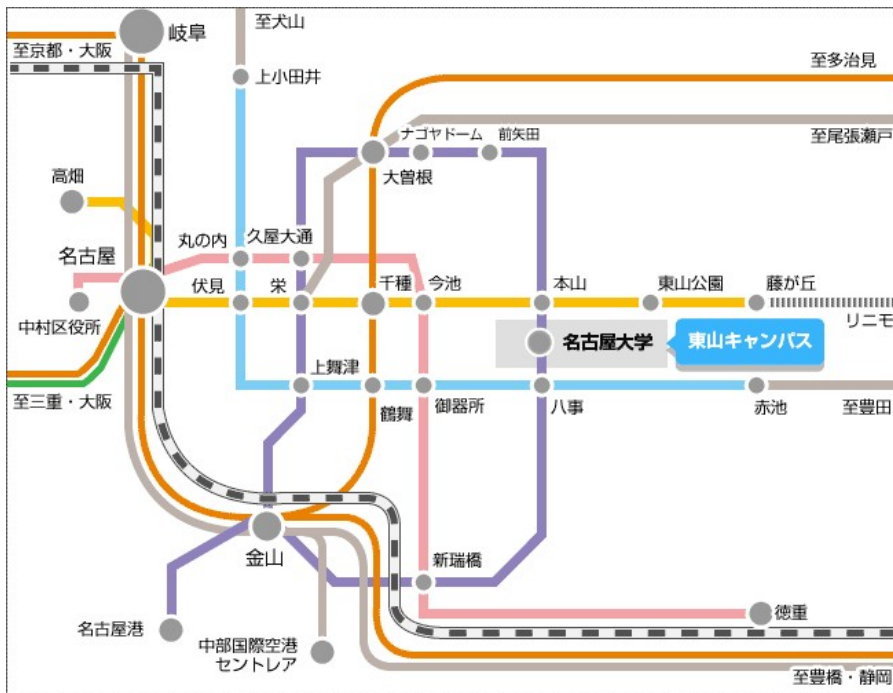 至犬山
岐阜
至京都・大阪
上小田井
至多治見
ナゴヤドーム
前矢田
至尾張瀬戸
大曽根
高畑
丸の内
久屋大通
名古屋
伏見
栄
千種
今池
本山
東山公園
藤が丘
中村区役所
リニモ
名古屋大学
東山キャンパス
上舞津
至三重・大阪
鶴舞
御器所
八事
赤池
至豊田
金山
新瑞橋
名古屋港
中部国際空港
セントレア
徳重
至豊橋・静岡